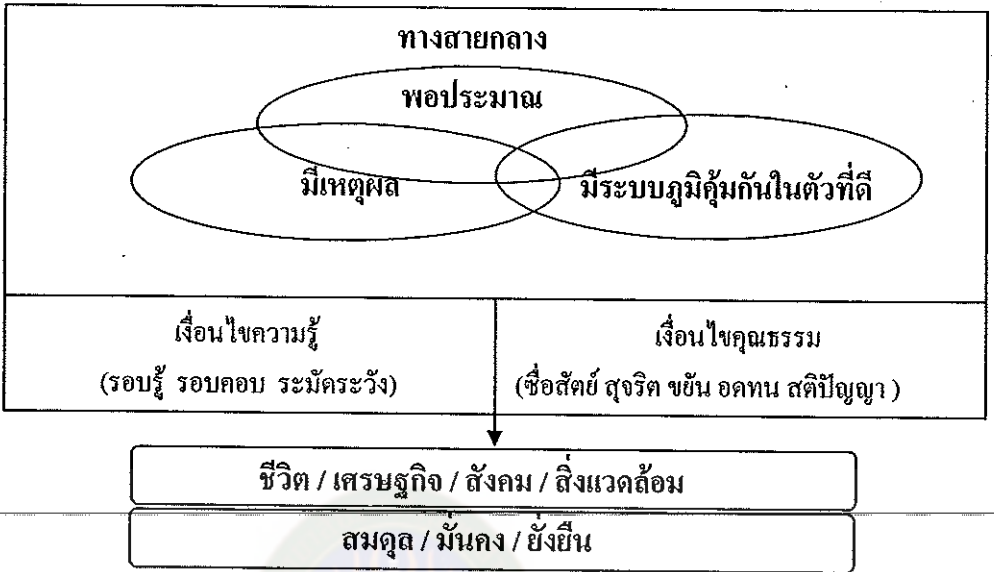 ทางสายกลาง
พอประมาณ
มีเหตุผล
มีระบบภูมิคุ้มกันในตัวที่ดี
เงื่อนไขความรู้
(รอบรู้ รอบคอบ ระมัดระวัง)
เงื่อนไขคุณธรรม
(ซื่อสัตย์ สุจริต ขยัน อดทน สติปัญญา )
ชีวิต / เศรษฐกิจ / สังคม / สิ่งแวดล้อม
สมดุล / มั่นคง / ยั่งยืน